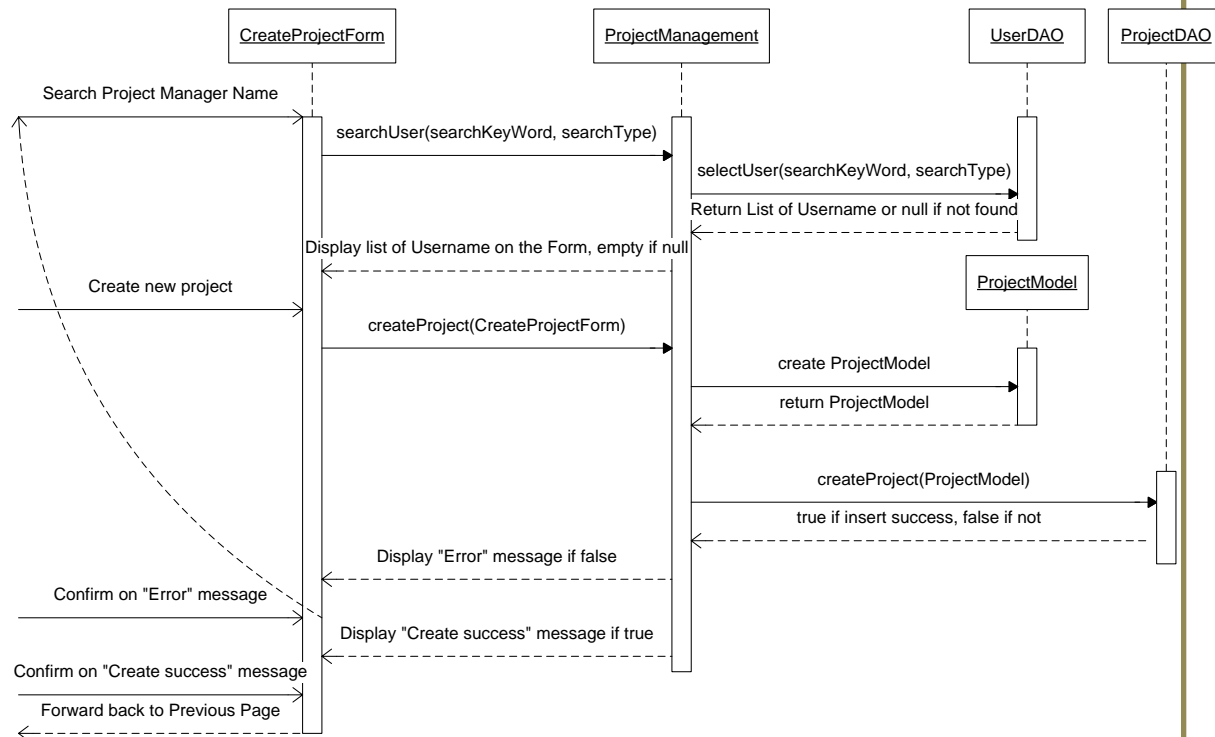 CreateProjectForm
ProjectManagement
UserDAO
ProjectDAO
Search Project Manager Name
searchUser(searchKeyWord, searchType)
selectUser(searchKeyWord, searchType)
Return List of Username or null if not found
Display list of Username on the Form, empty if null
ProjectModel
Create new project
createProject(CreateProjectForm)
create ProjectModel
return ProjectModel
createProject(ProjectModel)
true if insert success, false if not
Display "Error" message if false
Confirm on "Error" message
Display "Create success" message if true
Confirm on "Create success" message
Forward back to Previous Page